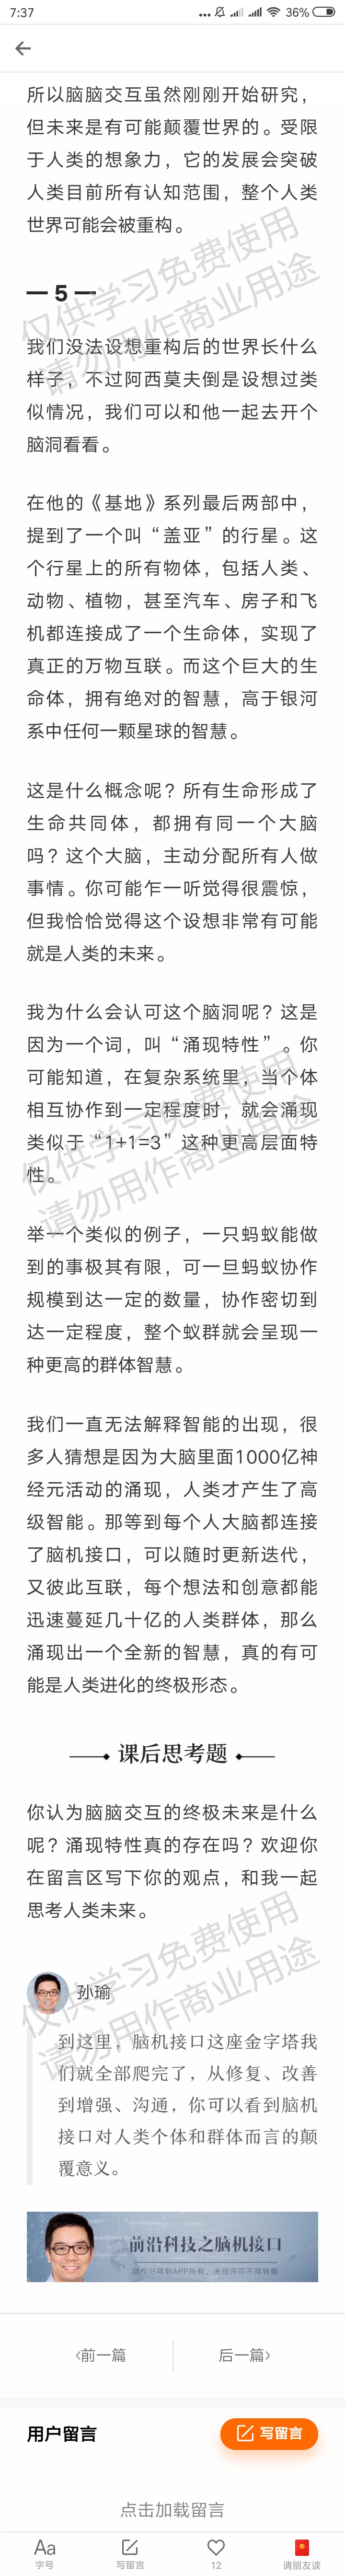 7:37
36%
所以脑脑交互虽然刚刚开始研究，
但未来是有可能颠覆世界的。受限
于人类的想象力，它的发展会突破
人类目前所有认知范围，整个人类
世界可能会被重构。
仅供学习免费使用
请勿用作商业用途
— 5 —
我们没法设想重构后的世界长什么
样子，不过阿西莫夫倒是设想过类
似情况，我们可以和他一起去开个
脑洞看看。
在他的《基地》系列最后两部中，
提到了一个叫“盖亚”的行星。这
个行星上的所有物体，包括人类、
动物、植物，甚至汽车、房子和飞
机都连接成了一个生命体，实现了
真正的万物互联。而这个巨大的生
命体，拥有绝对的智慧，高于银河
系中任何一颗星球的智慧。
这是什么概念呢？所有生命形成了
生命共同体，都拥有同一个大脑
吗？这个大脑，主动分配所有人做
事情。你可能乍一听觉得很震惊，
但我恰恰觉得这个设想非常有可能
就是人类的未来。
我为什么会认可这个脑洞呢？这是
因为一个词，叫“涌现特性”。你
可能知道，在复杂系统里，当个体
相互协作到一定程度时，就会涌现
类似于“1+1=3”这种更高层面特
性。
仅供学习免费使用
请勿用作商业用途
举一个类似的例子，一只蚂蚁能做
到的事极其有限，可一旦蚂蚁协作
规模到达一定的数量，协作密切到
达一定程度，整个蚁群就会呈现一
种更高的群体智慧。
我们一直无法解释智能的出现，很
多人猜想是因为大脑里面1000亿神
经元活动的涌现，人类才产生了高
级智能。那等到每个人大脑都连接
了脑机接口，可以随时更新迭代，
又彼此互联，每个想法和创意都能
迅速蔓延几十亿的人类群体，那么
涌现出一个全新的智慧，真的有可
能是人类进化的终极形态。
课后思考题
你认为脑脑交互的终极未来是什么
呢？涌现特性真的存在吗？欢迎你
在留言区写下你的观点，和我一起
思考人类未来。
仅供学习免费使用
请勿用作商业用途
孙瑜
到这里，脑机接口这座金字塔我
们就全部爬完了，从修复、改善
到增强、沟通，你可以看到脑机
接口对人类个体和群体而言的颠
覆意义。
前沿科技之脑机接口
版权归得到APP所有，未经许可不得转载
‹前一篇
后一篇›
用户留言
写留言
点击加载留言
Aa
字号
写留言
12
请朋友读